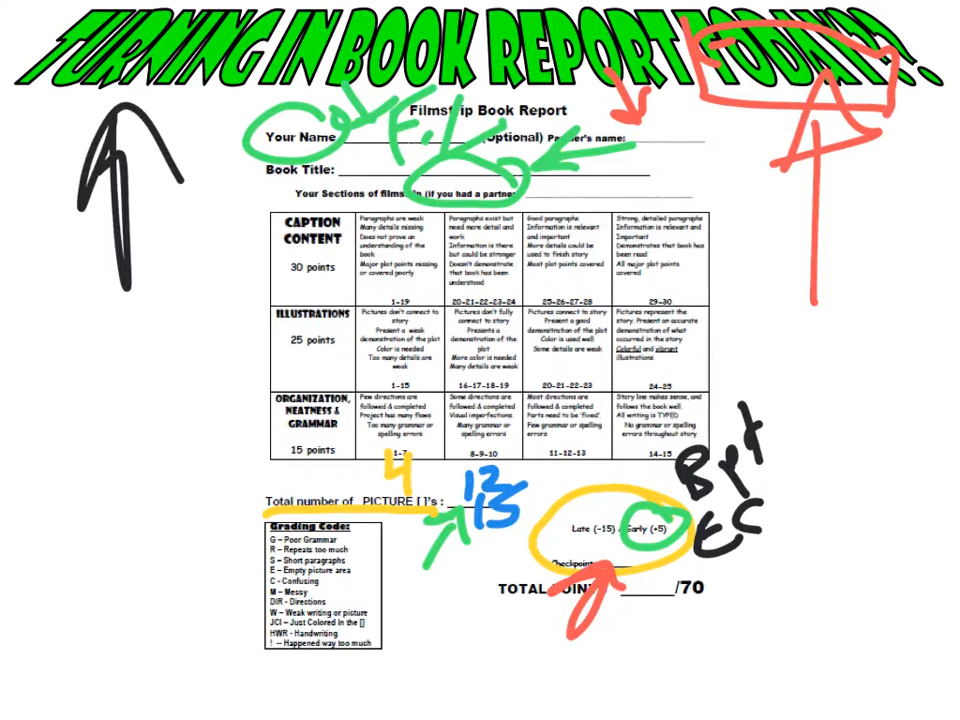 TURNING IN BOOK REPORT TODAY??!
Filmstrip Book Report
Your Name (Optional) Partner's name:
Book Title:
Your Sections of filmstrip (if you had a partner
CAPTION CONTENT
30 points
Paragraphs are weak
Many details missing
Does not prove an
understanding of the
book
Major plot points missing
or covered poorly
1-19
Paragraphs exist but
need more detail and
work
Information is there
but could be stronger
Doesn't demonstrate
that book has been
understood
20-21-22-23-24
Good paragraphs
Information is relevant
and important
More details could be
used to finish story
Most plot points covered
25-26-27-28
Strong, detailed paragraphs
Information is relevant and
Important
Demonstrates that book has
been read
All major plot points
covered
29-30
ILLUSTRATIONS
25 points
Pictures don't connect to
story
Present a weak
demonstration of the plot
Color is needed
Too many details are
weak
1-15
Pictures don't fully
connect to story
Presents a
demonstration of the
plot
More color is needed
Many details are weak
16-17-18-19
Pictures connect to story
Present a good
demonstration of the plot
Color is used well
Some details are weak
20-21-22-23
Pictures represent the
story. Present an accurate
demonstration of what
occurred in the story
Colorful and vibrant
illustrations.
24-25
ORGANIZATION,
NEATNESS &
GRAMMAR
15 points
Few directions are
followed & completed
Project has many flaws
Too many grammar or
spelling errors
1-7
Some directions are
followed & completed
Visual imperfections
Many grammar or
spelling errors
8-9-10
Most directions are
followed & completed
Parts need to be 'fixed'.
Few grammar or spelling
errors
11-12-13
Story line makes sense, and
follows the book well.
All writing is TYPED
No grammar or spelling
errors throughout story
14-15
4
12
15
Total number of PICTURE [ ]'s:
Late (-15) Early (+5)
Checkpoint
TOTAL POINT /70
EC
Grading Code:
G – Poor Grammar
R – Repeats too much
S – Short paragraphs
E – Empty picture area
C - Confusing
M – Messy
DIR - Directions
W – Weak writing or picture
JCI – Just Colored In the []
HWR - Handwriting
! – Happened way too much